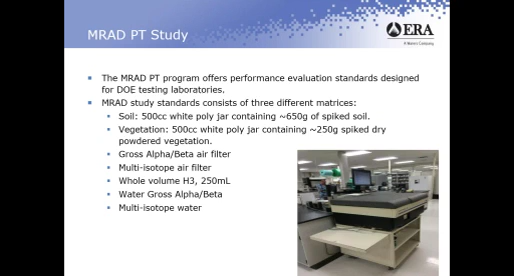 MRAD PT Study
ERA
A Waters Company
The MRAD PT program offers performance evaluation standards designed
for DOE testing laboratories.
MRAD study standards consists of three different matrices:
Soil: 500cc white poly jar containing ~650g of spiked soil.
Vegetation: 500cc white poly jar containing ~250g spiked dry
powdered vegetation.
Gross Alpha/Beta air filter
Multi-isotope air filter
Whole volume H3, 250mL
Water Gross Alpha/Beta
Multi-isotope water